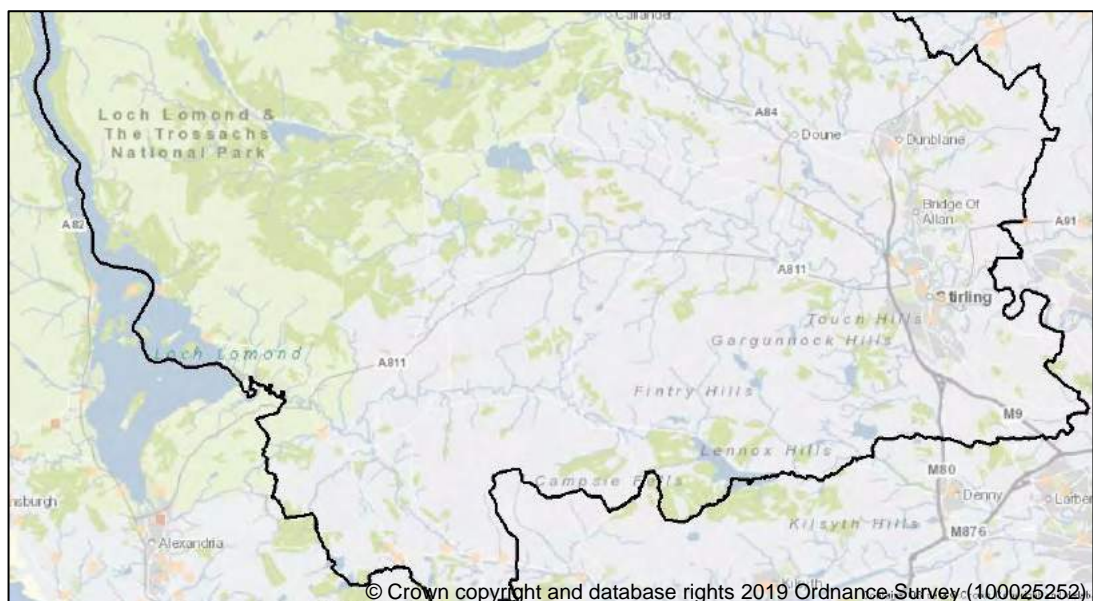 Callander
Loch Lomond &
The Trossachs
National Park
A84
Doune
Dunblane
Bridge Of
Allan
A82
A91
A811
Stirling
Touch Hills
Gargunnock Hills
Loch Lomond
A811
Fintry Hills
M9
Lennox Hills
M80
Campsie Fells
nsburgh
Denny
Larber
Kilsyth Hills
M876
Alexandria
Kilsyth
© Crown copyright and database rights 2019 Ordnance Survey (100025252).